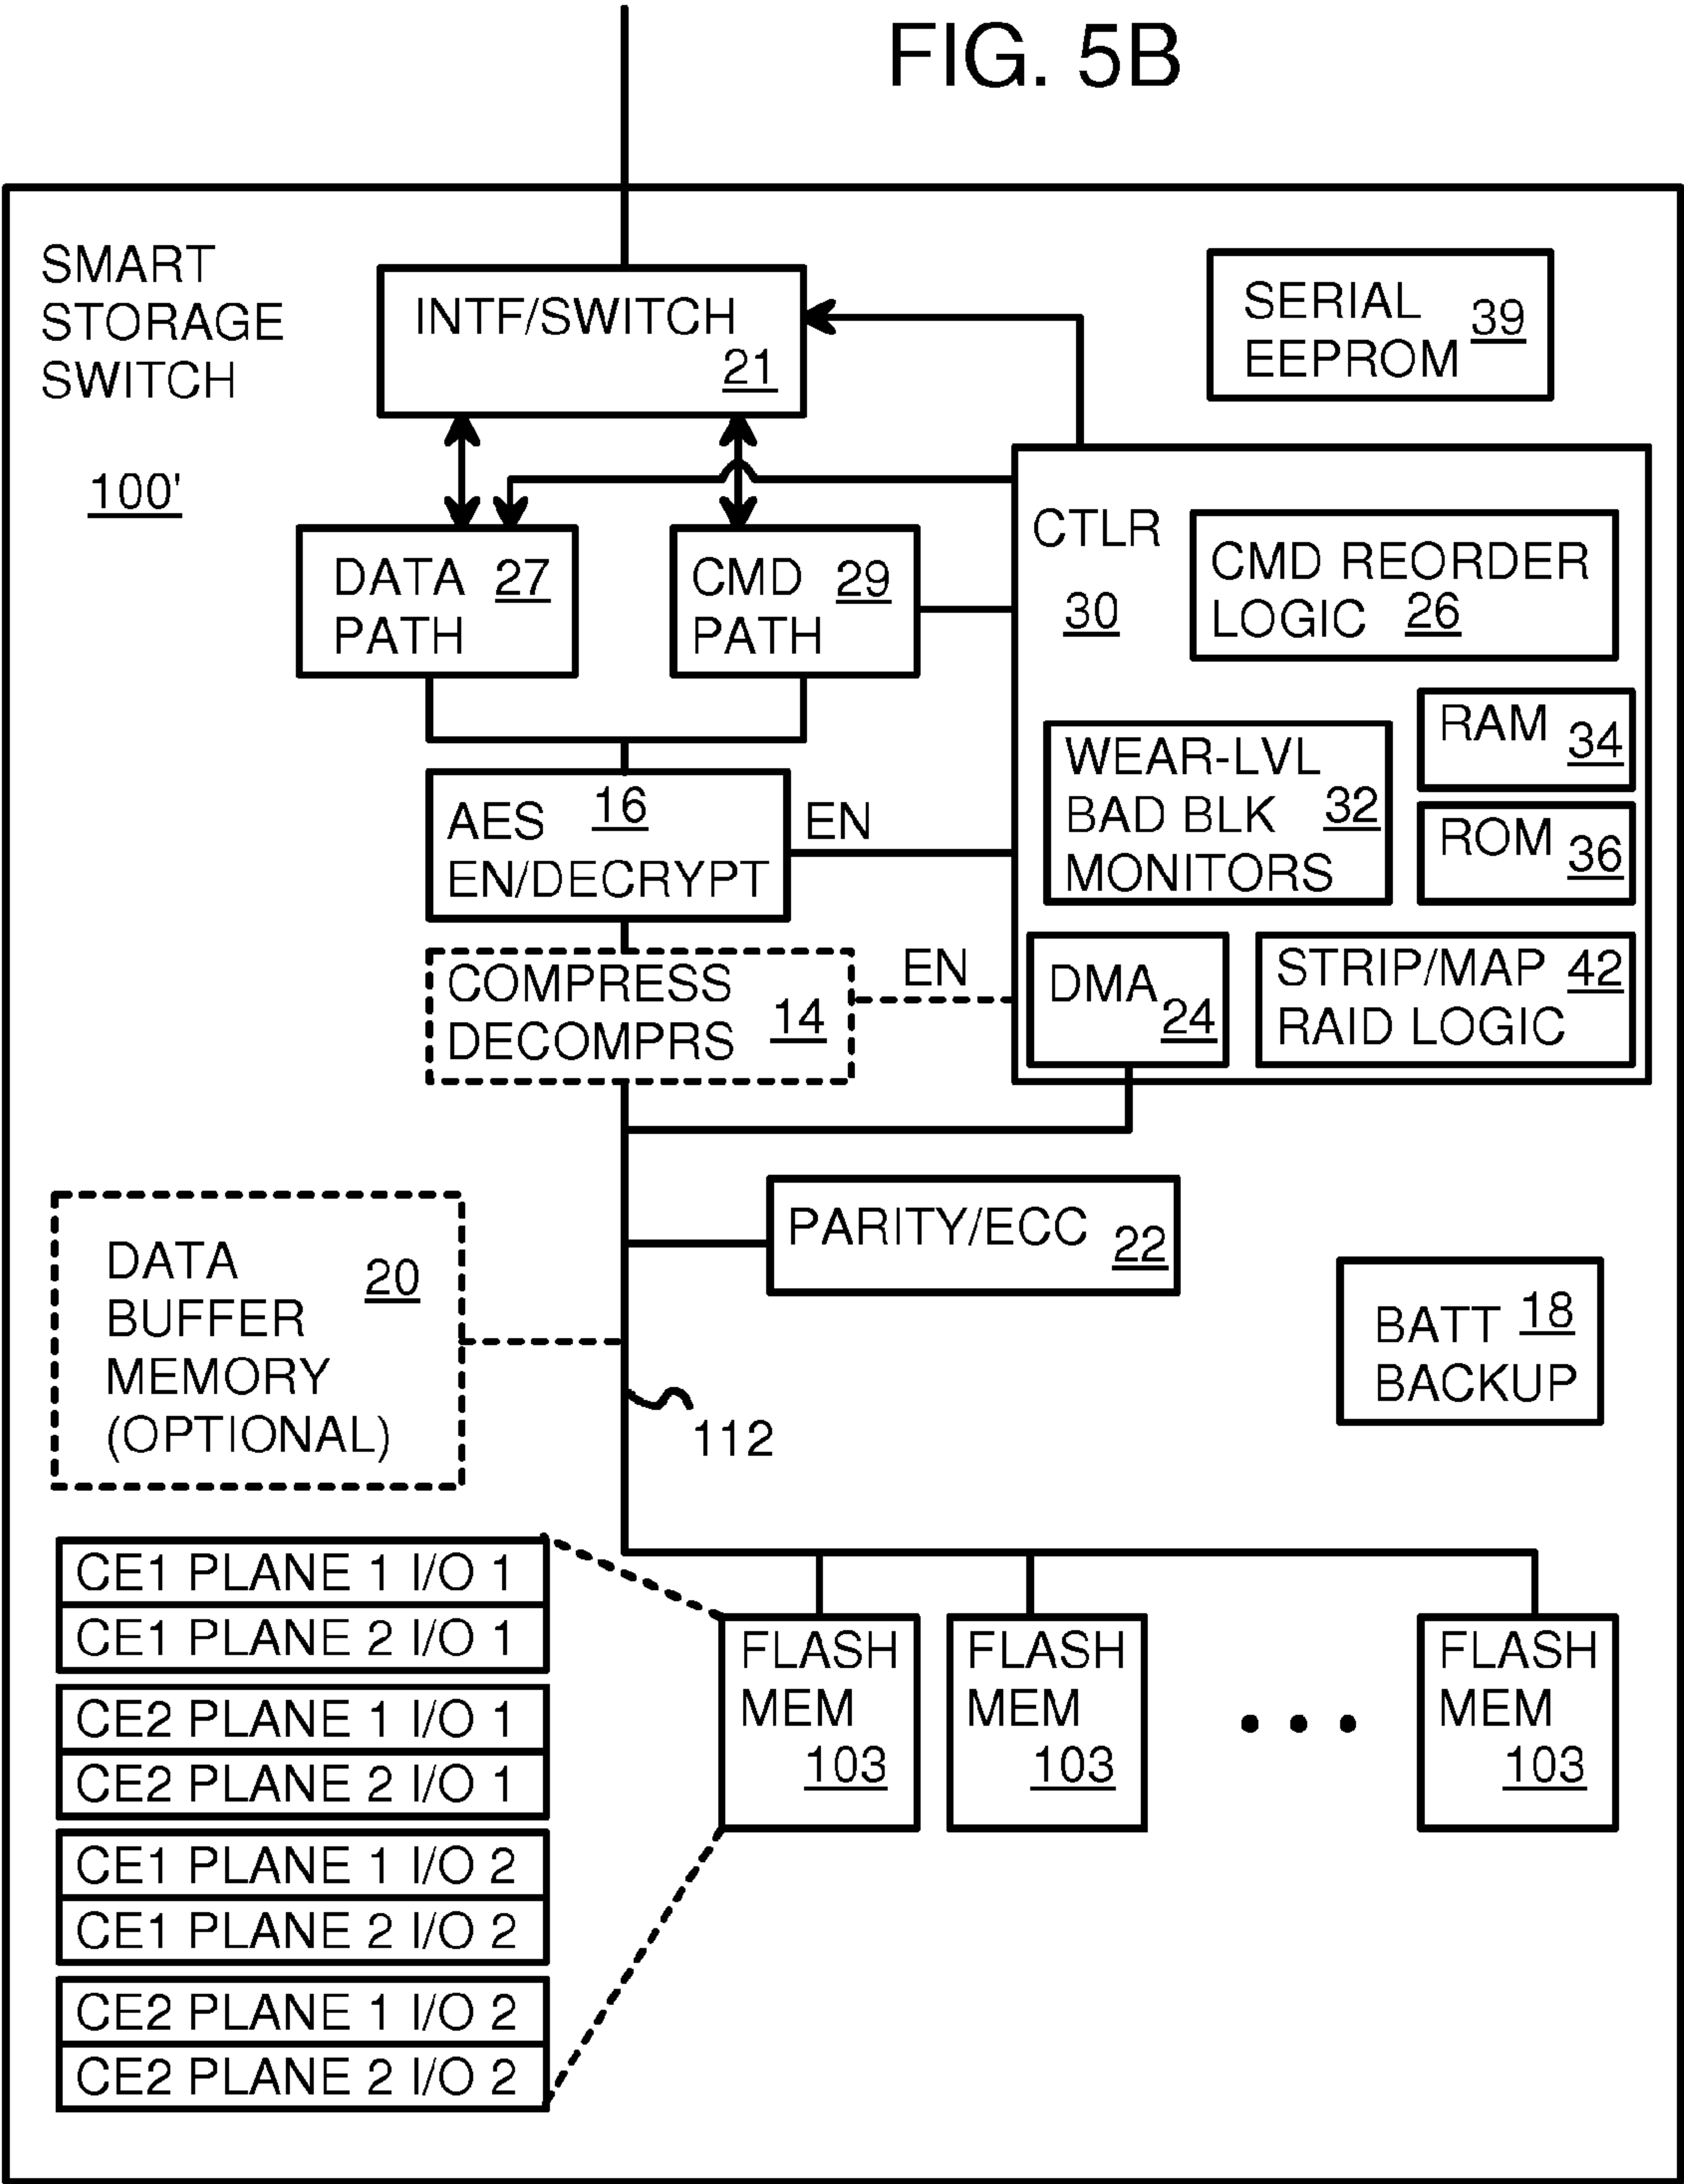 FIG. 5B
SMART
STORAGE
SWITCH
100'
INTF/SWITCH
21
SERIAL
EEPROM 39
DATA 27
PATH
CMD 29
PATH
CTLR
30
CMD REORDER
LOGIC 26
WEAR-LVL
BAD BLK 32
MONITORS
RAM 34
ROM 36
AES 16
EN/DECRYPT
EN
COMPRESS
DECOMPRS 14
EN
DMA 24
STRIP/MAP 42
RAID LOGIC
PARITY/ECC 22
DATA 20
BUFFER
MEMORY
(OPTIONAL)
112
BATT 18
BACKUP
CE1 PLANE 1 I/O 1
CE1 PLANE 2 I/O 1
CE2 PLANE 1 I/O 1
CE2 PLANE 2 I/O 1
CE1 PLANE 1 I/O 2
CE1 PLANE 2 I/O 2
CE2 PLANE 1 I/O 2
CE2 PLANE 2 I/O 2
FLASH
MEM
103
FLASH
MEM
103
• • •
FLASH
MEM
103